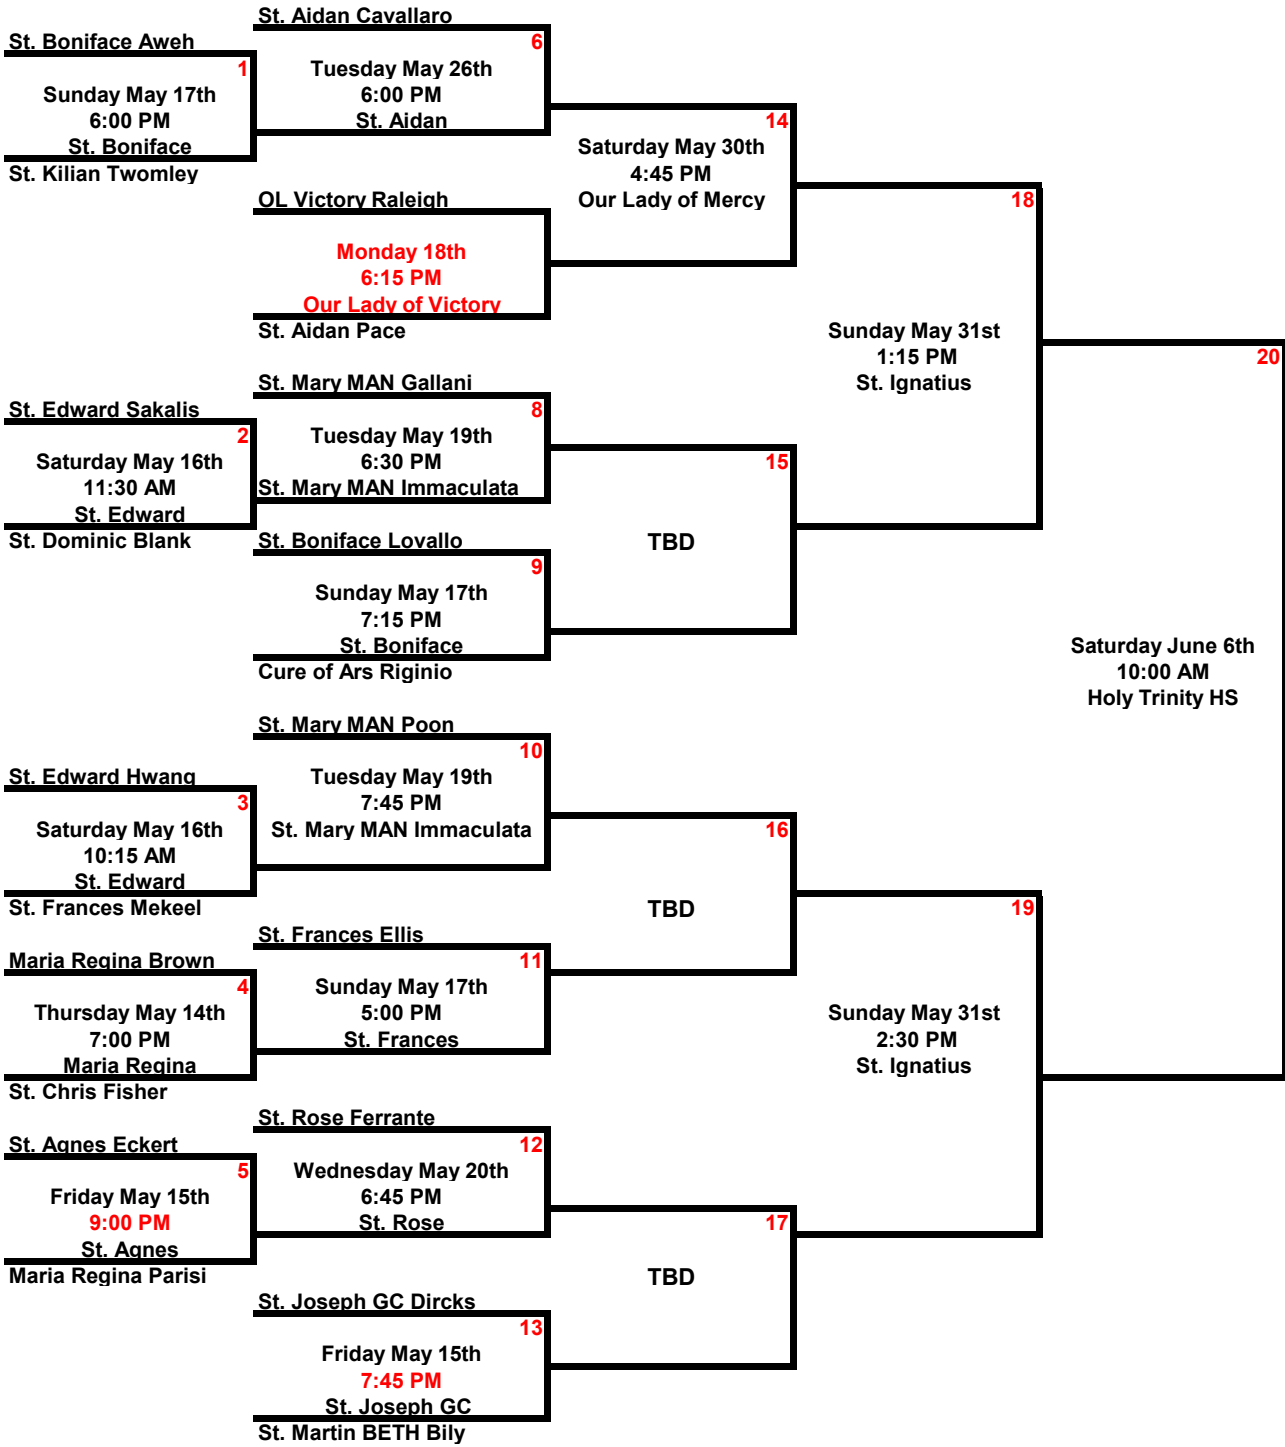 St. Aidan Cavallaro
St. Boniface Aweh
6
1
Tuesday May 26th
6:00 PM
St. Aidan
Sunday May 17th
6:00 PM
St. Boniface
St. Kilian Twomley
14
Saturday May 30th
4:45 PM
Our Lady of Mercy
OL Victory Raleigh
18
Monday 18th
6:15 PM
Our Lady of Victory
St. Aidan Pace
Sunday May 31st
1:15 PM
St. Ignatius
20
St. Mary MAN Gallani
St. Edward Sakalis
8
2
Tuesday May 19th
6:30 PM
St. Mary MAN Immaculata
Saturday May 16th
11:30 AM
St. Edward
St. Dominic Blank
15
TBD
St. Boniface Lovallo
9
Sunday May 17th
7:15 PM
St. Boniface
Cure of Ars Riginio
Saturday June 6th
10:00 AM
Holy Trinity HS
St. Mary MAN Poon
10
St. Edward Hwang
Tuesday May 19th
7:45 PM
St. Mary MAN Immaculata
3
Saturday May 16th
10:15 AM
St. Edward
St. Frances Mekeel
16
TBD
19
St. Frances Ellis
Maria Regina Brown
11
4
Sunday May 17th
5:00 PM
St. Frances
Thursday May 14th
7:00 PM
Maria Regina
St. Chris Fisher
Sunday May 31st
2:30 PM
St. Ignatius
St. Rose Ferrante
St. Agnes Eckert
12
5
Wednesday May 20th
6:45 PM
St. Rose
Friday May 15th
9:00 PM
St. Agnes
Maria Regina Parisi
17
TBD
St. Joseph GC Dircks
13
Friday May 15th
7:45 PM
St. Joseph GC
St. Martin BETH Bily